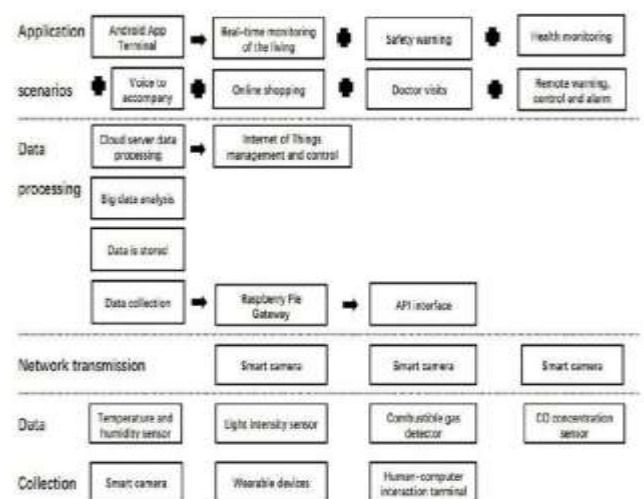 Application
Android App
Terminal
Real-time monitoring
of the living
Safety warning
Health monitoring
scenarios
Voice to
accompany
Online shopping
Doctor visits
Remote warning,
control and alarm
Data
Cloud server data
processing
Internet of Things
management and control
processing
Big data analysis
Data is stored
Data collection
Raspberry Pie
Gateway
API interface
Network transmission
Smart camera
Smart camera
Smart camera
Data
Temperature and
humidity sensor
Light intensity sensor
Combustible gas
detector
CO concentration
sensor
Collection
Smart camera
Wearable devices
Human-computer
interaction terminal